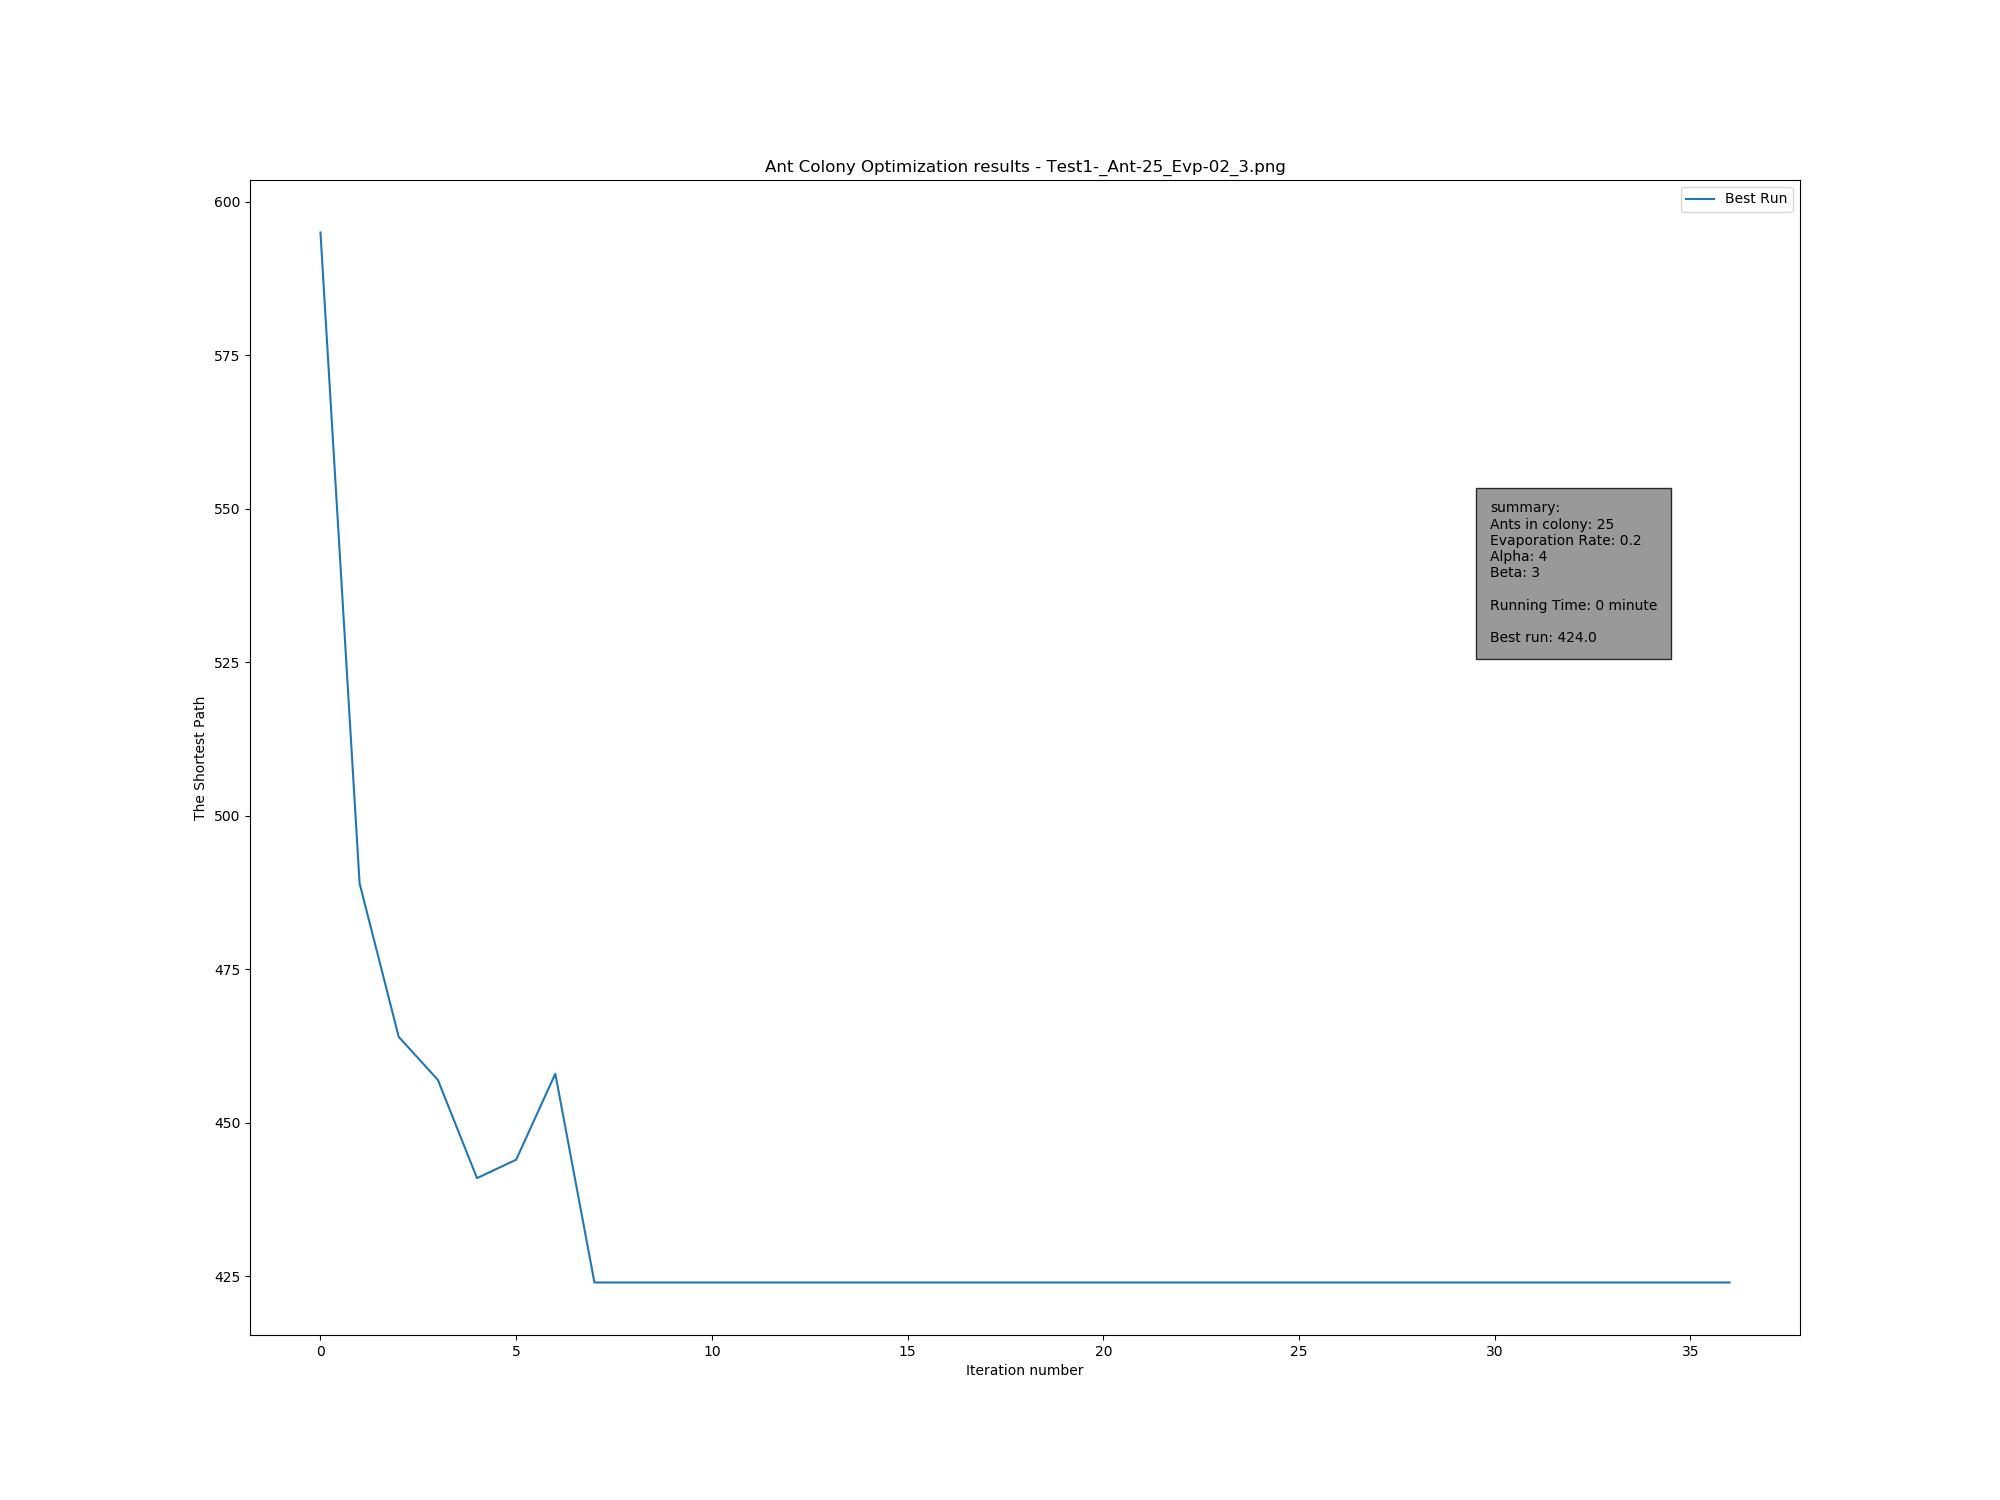 Ant Colony Optimization results - Test1-_Ant-25_Evp-02_3.png
Best Run
600
575
550
525
500
475
450
425
The Shortest Path
summary:
Ants in colony: 25
Evaporation Rate: 0.2
Alpha: 4
Beta: 3
Running Time: 0 minute
Best run: 424.0
0 5 10 15 20 25 30 35
Iteration number